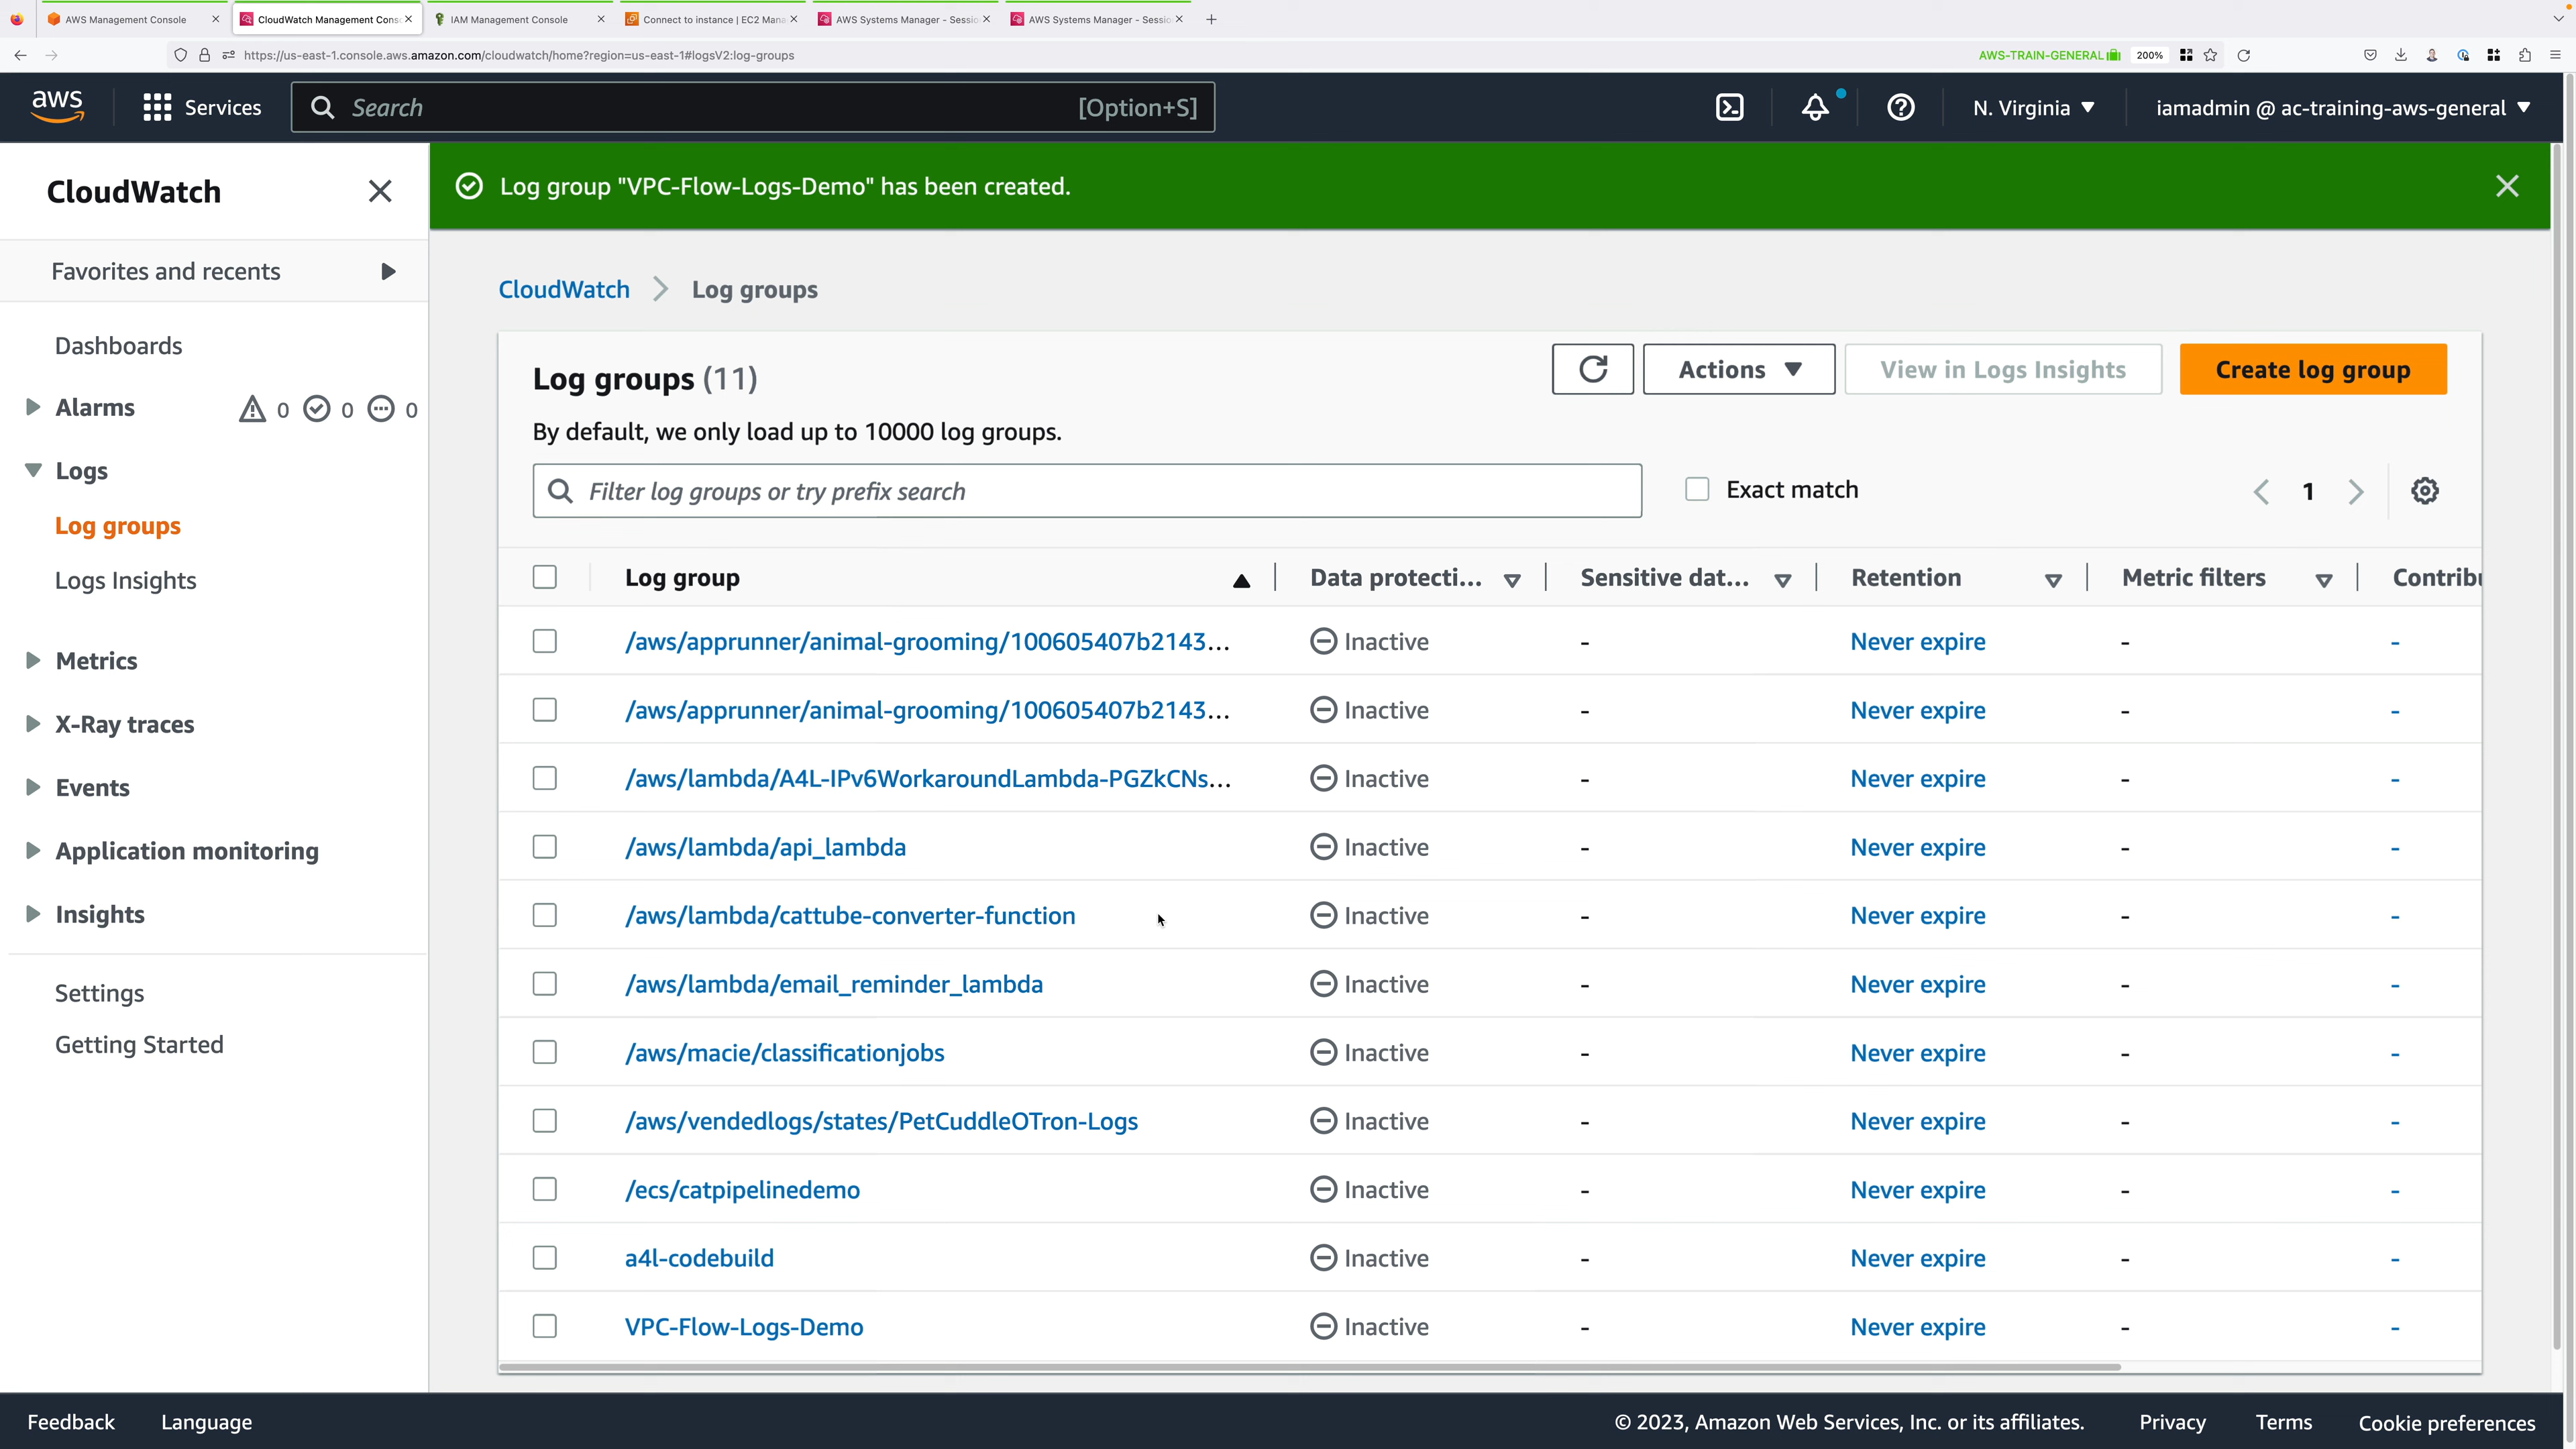 AWS Management Console
CloudWatch Management Cons
IAM Management Console
Connect to instance | EC2 Mana
AWS Systems Manager - Sessio
AWS Systems Manager - Sessio
https://us-east-1.console.aws.amazon.com/cloudwatch/home?region=us-east-1#logsV2:log-groups
AWS-TRAIN-GENERAL
200%
aws
Services
Search
[Option+S]
N. Virginia
iamadmin @ ac-training-aws-general
CloudWatch
Favorites and recents
Dashboards
Alarms 0 0 0
Logs
Log groups
Logs Insights
Metrics
X-Ray traces
Events
Application monitoring
Insights
Settings
Getting Started
Log group "VPC-Flow-Logs-Demo" has been created.
CloudWatch Log groups
Log groups (11)
Actions
View in Logs Insights
Create log group
By default, we only load up to 10000 log groups.
Filter log groups or try prefix search
Exact match
1
Log group Data protecti... Sensitive dat... Retention Metric filters Contribu
/aws/apprunner/animal-grooming/100605407b2143... Inactive - Never expire - -
/aws/apprunner/animal-grooming/100605407b2143... Inactive - Never expire - -
/aws/lambda/A4L-IPv6WorkaroundLambda-PGZkCNs... Inactive - Never expire - -
/aws/lambda/api_lambda Inactive - Never expire - -
/aws/lambda/cattube-converter-function Inactive - Never expire - -
/aws/lambda/email_reminder_lambda Inactive - Never expire - -
/aws/macie/classificationjobs Inactive - Never expire - -
/aws/vendedlogs/states/PetCuddleOTron-Logs Inactive - Never expire - -
/ecs/catpipelinedemo Inactive - Never expire - -
a4l-codebuild Inactive - Never expire - -
VPC-Flow-Logs-Demo Inactive - Never expire - -
Feedback
Language
© 2023, Amazon Web Services, Inc. or its affiliates.
Privacy
Terms
Cookie preferences